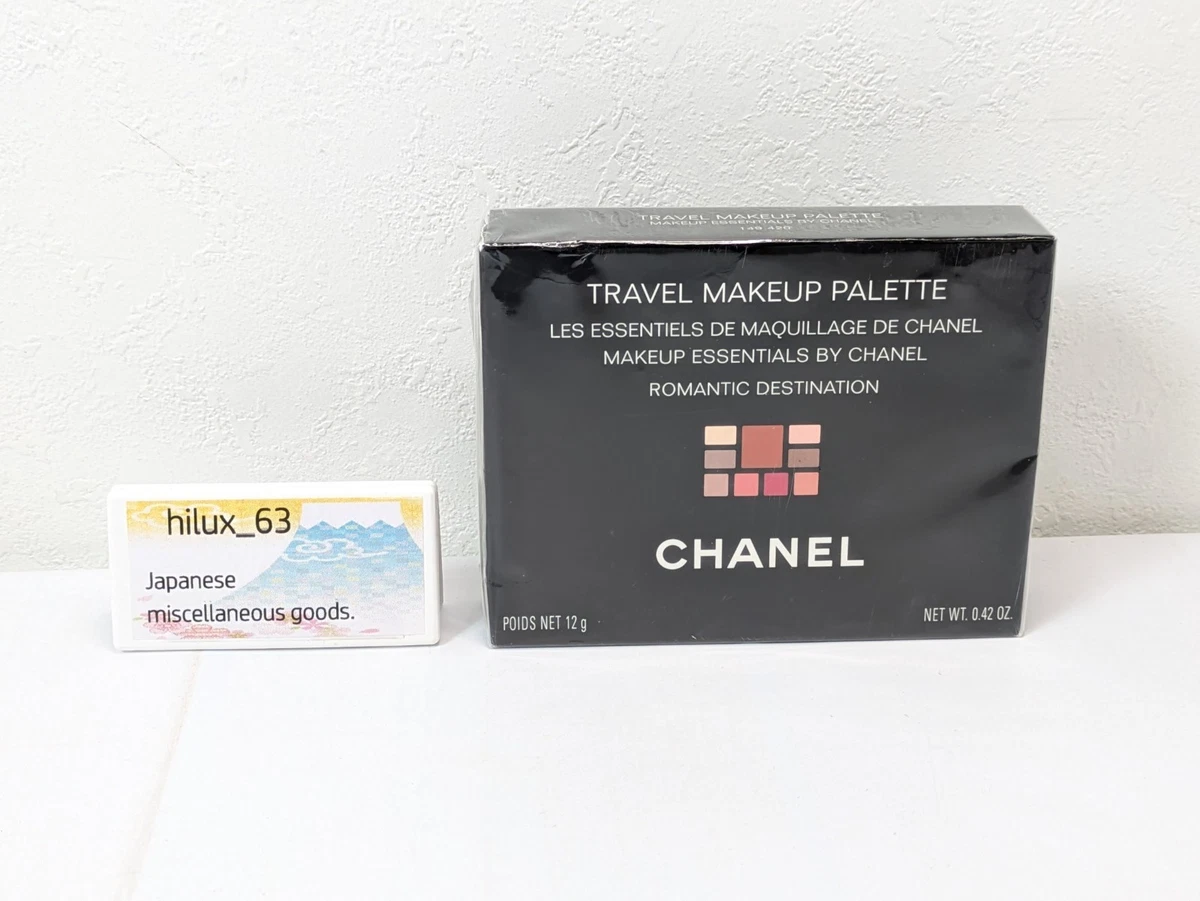 hilux_63
Japanese
miscellaneous goods.
TRAVEL MAKEUP PALETTE
MAKEUP ESSENTIALS BY CHANEL
TRAVEL MAKEUP PALETTE
LES ESSENTIELS DE MAQUILLAGE DE CHANEL
MAKEUP ESSENTIALS BY CHANEL
ROMANTIC DESTINATION
CHANEL
POIDS NET 12 g
NET WT. 0.42 OZ.